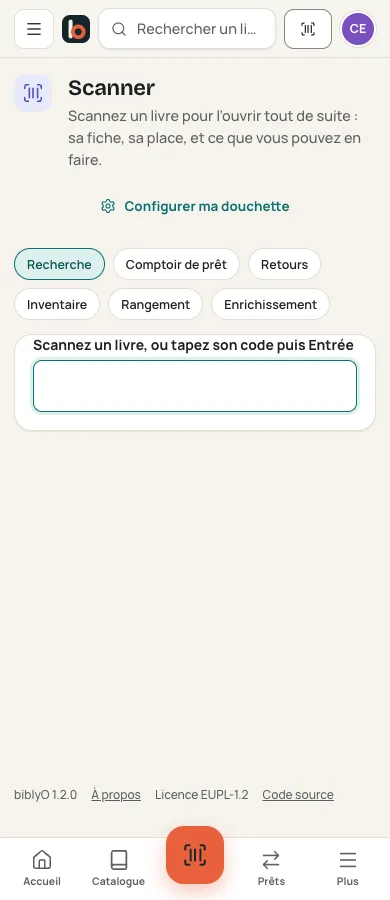 b
Rechercher un li...
CE
Scanner
Scannez un livre pour l'ouvrir tout de suite :
sa fiche, sa place, et ce que vous pouvez en
faire.
Configurer ma douchette
Recherche
Comptoir de prêt
Retours
Inventaire
Rangement
Enrichissement
Scannez un livre, ou tapez son code puis Entrée
biblyO 1.2.0
À propos
Licence EUPL-1.2
Code source
Accueil
Catalogue
Prêts
Plus